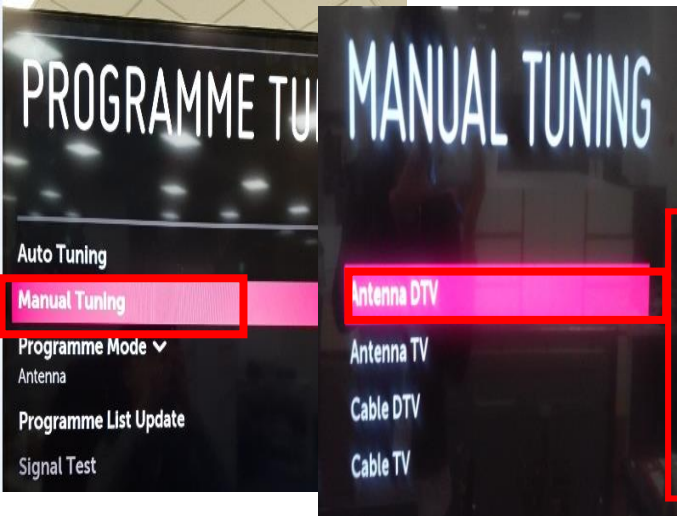 PROGRAMME TU
Auto Tuning
Manual Tuning
Programme Mode
Antenna
Programme List Update
Signal Test
MANUAL TUNING
Antenna DTV
Antenna TV
Cable DTV
Cable TV